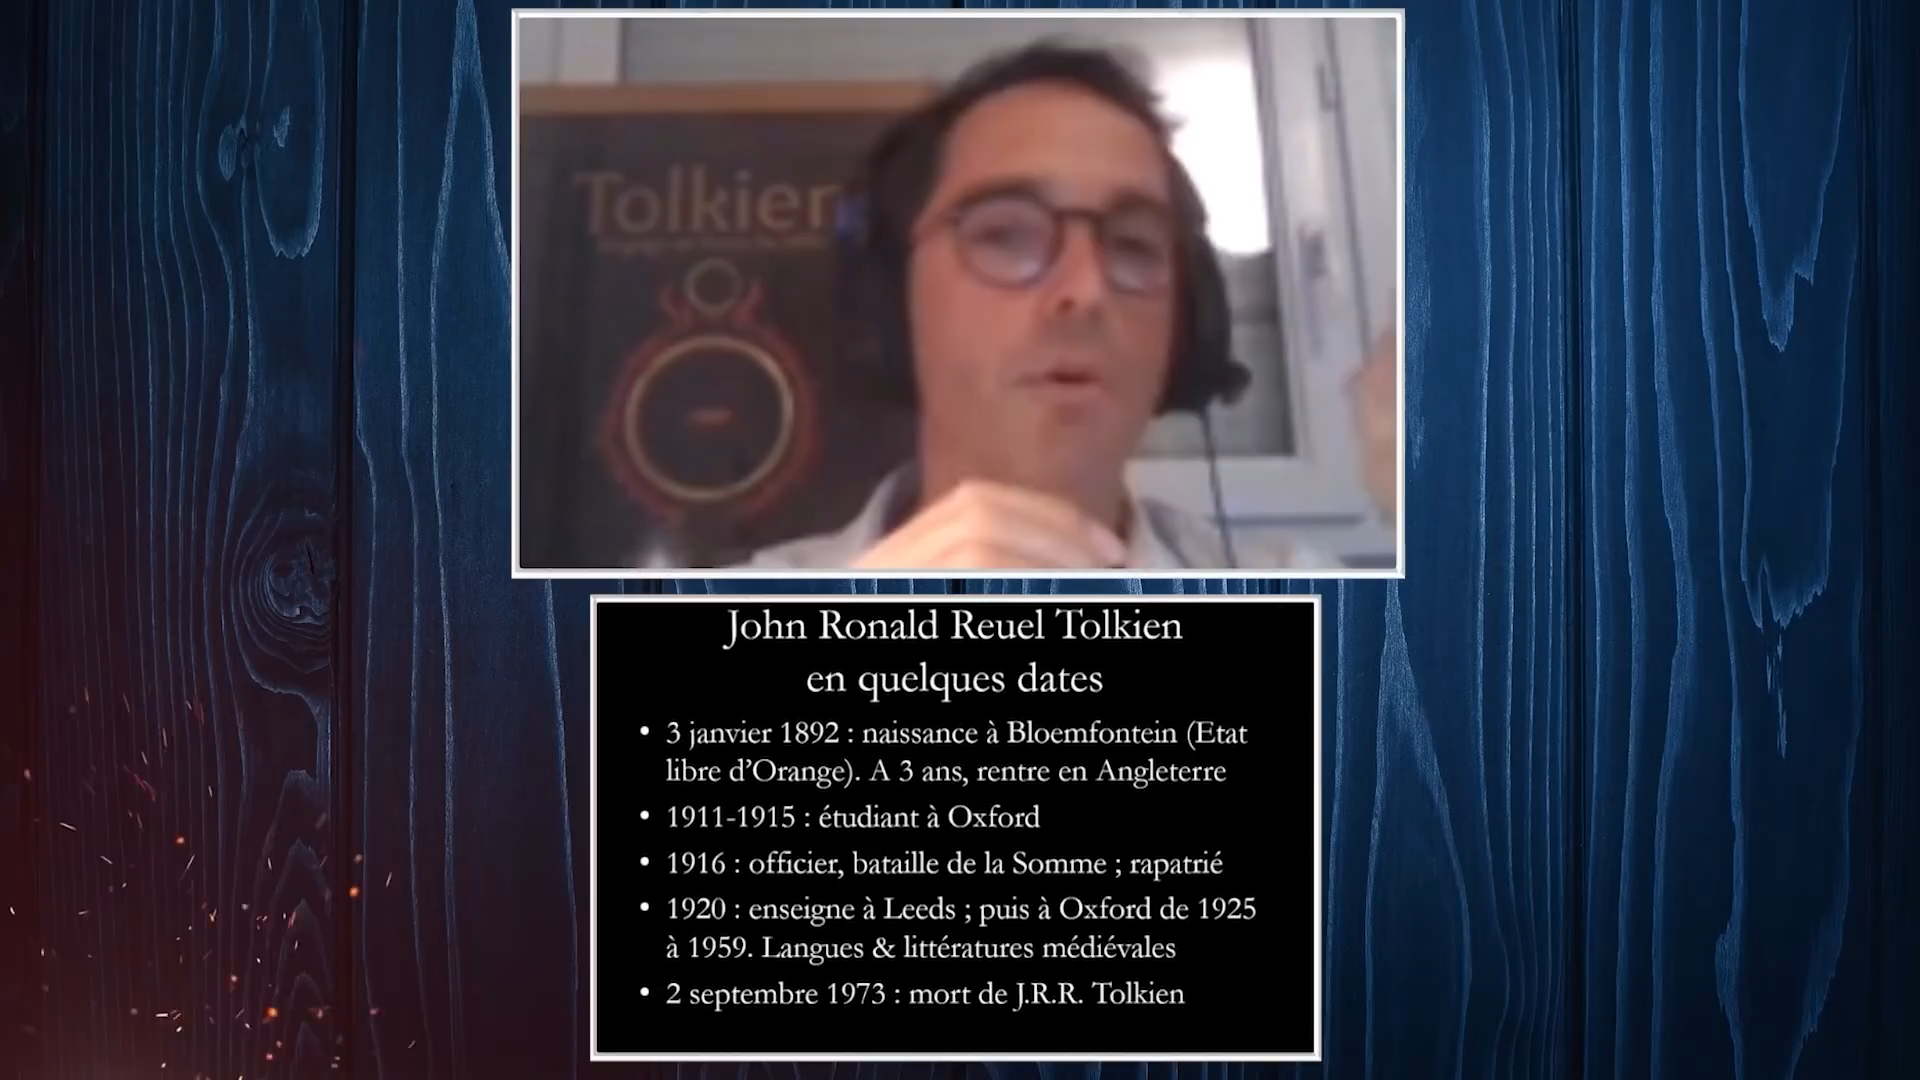 Tolkien
John Ronald Reuel Tolkien
en quelques dates
• 3 janvier 1892 : naissance à Bloemfontein (Etat
libre d'Orange). A 3 ans, rentre en Angleterre
• 1911-1915 : étudiant à Oxford
• 1916 : officier, bataille de la Somme ; rapatrié
• 1920 : enseigne à Leeds ; puis à Oxford de 1925
à 1959. Langues & littératures médiévales
• 2 septembre 1973 : mort de J.R.R. Tolkien